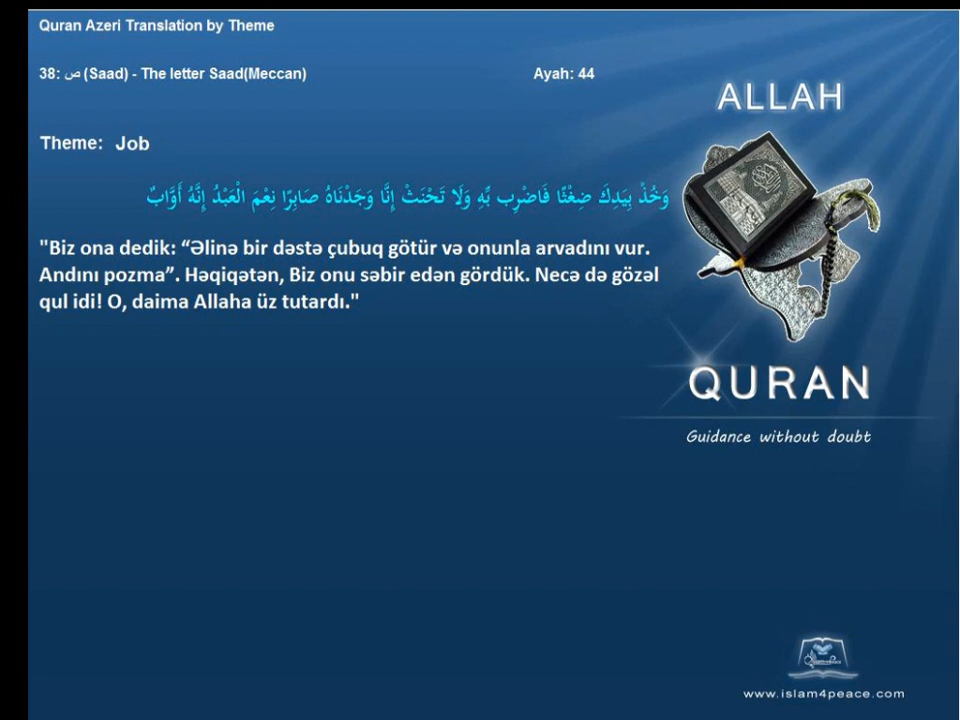 Quran Azeri Translation by Theme
38: ص (Saad) - The letter Saad(Meccan) Ayah: 44
ALLAH
Theme: Job
وَخُذْ بِيَدِكَ ضِغْثًا فَاضْرِب بِّهِ وَلَا تَحْنَثْ إِنَّا وَجَدْنَاهُ صَابِرًا نِعْمَ الْعَبْدُ إِنَّهُ أَوَّابٌ
"Biz ona dedik: “Əlinə bir dəstə çubuq götür və onunla arvadını vur.
Andını pozma”. Həqiqətən, Biz onu səbir edən gördük. Necə də gözəl
qul idi! O, daima Allaha üz tutardı."
QURAN
Guidance without doubt
www.islam4peace.com